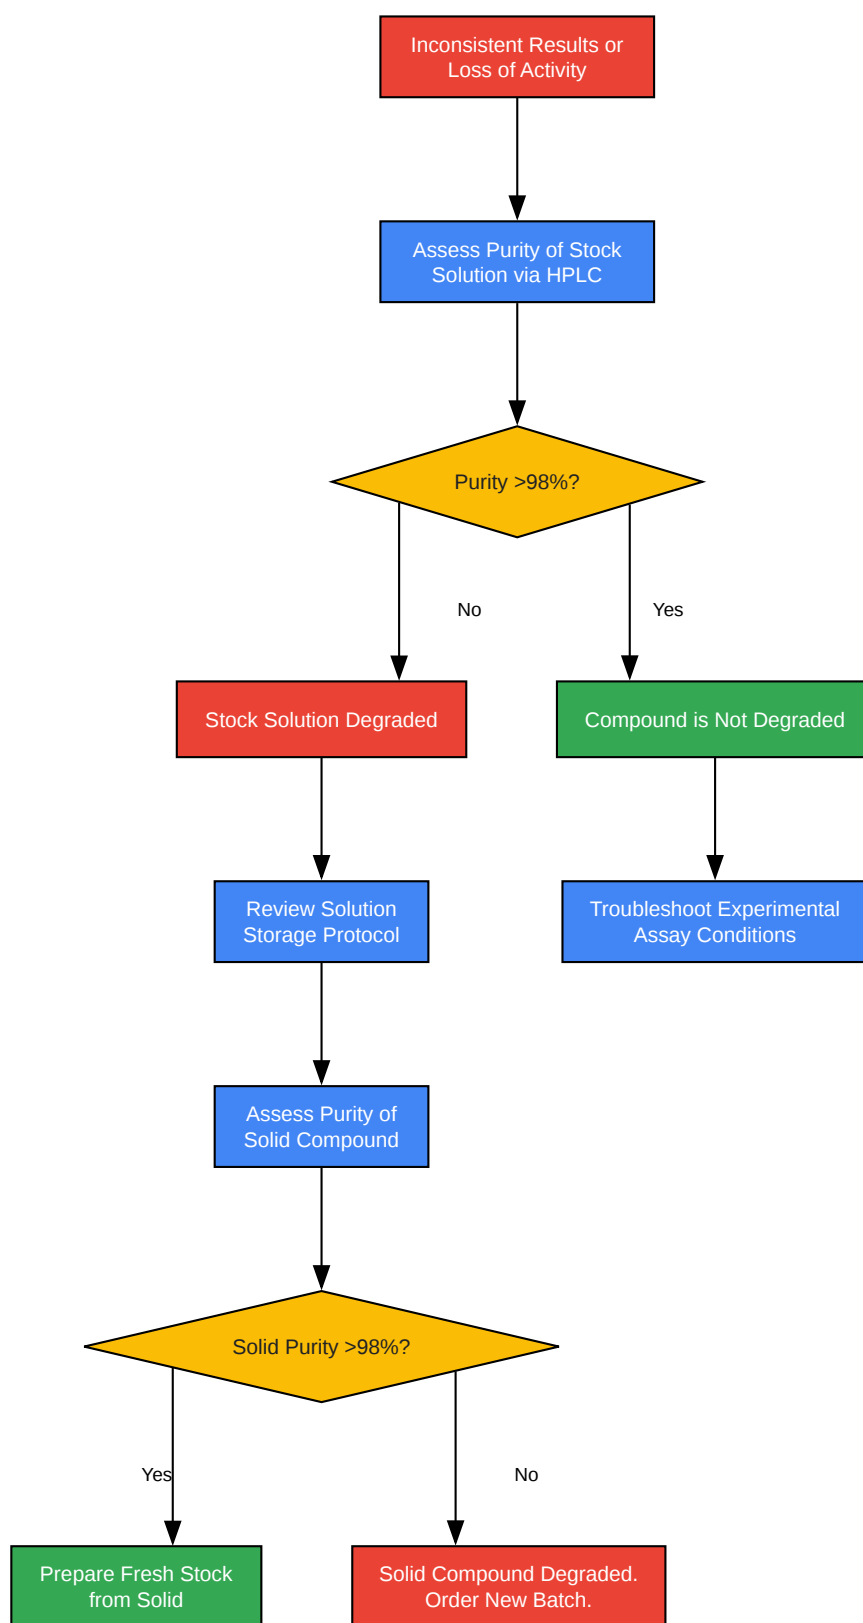 Inconsistent Results or
Loss of Activity
Assess Purity of Stock
Solution via HPLC
Purity >98%?
No
Yes
Stock Solution Degraded
Compound is Not Degraded
Review Solution
Storage Protocol
Troubleshoot Experimental
Assay Conditions
Assess Purity of
Solid Compound
Solid Purity >98%?
Yes
No
Prepare Fresh Stock
from Solid
Solid Compound Degraded.
Order New Batch.